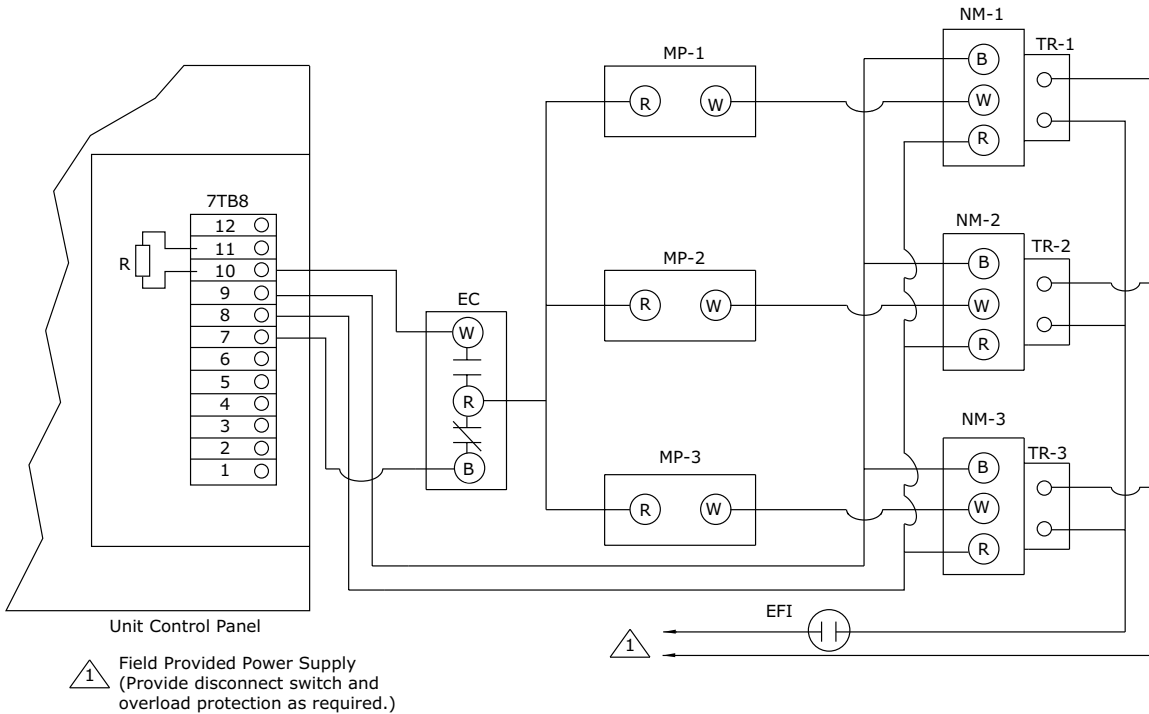 NM-1
TR-1
MP-1
B
R
W
W
R
7TB8
12
11
R
10
9
8
7
6
5
4
3
2
1
EC
W
R
B
MP-2
R
W
NM-2
TR-2
B
W
R
MP-3
R
W
NM-3
TR-3
B
W
R
EFI
Unit Control Panel
1
1 Field Provided Power Supply
(Provide disconnect switch and
overload protection as required.)